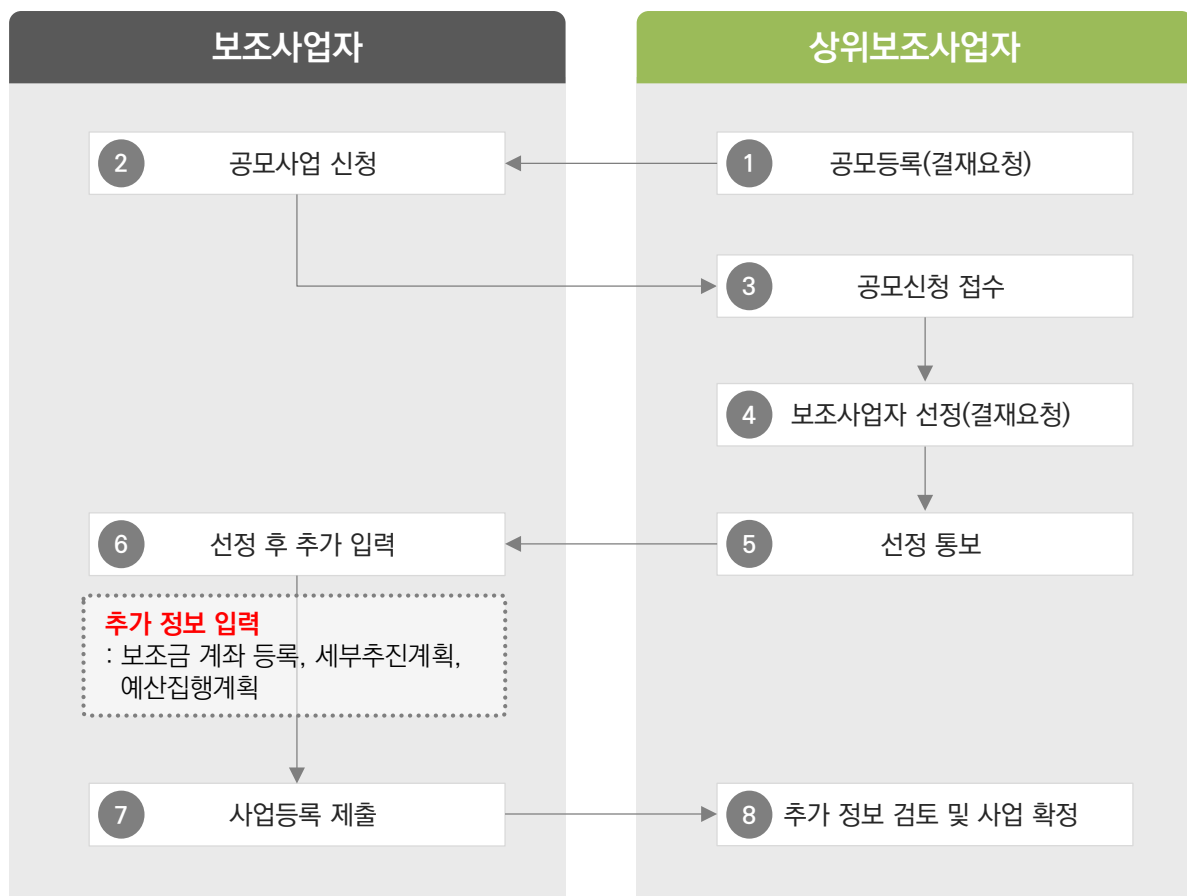 보조사업자
상위보조사업자
1 공모등록(결재요청)
2 공모사업 신청
3 공모신청 접수
4 보조사업자 선정(결재요청)
5 선정 통보
6 선정 후 추가 입력
추가 정보 입력
: 보조금 계좌 등록, 세부추진계획,
예산집행계획
7 사업등록 제출
8 추가 정보 검토 및 사업 확정